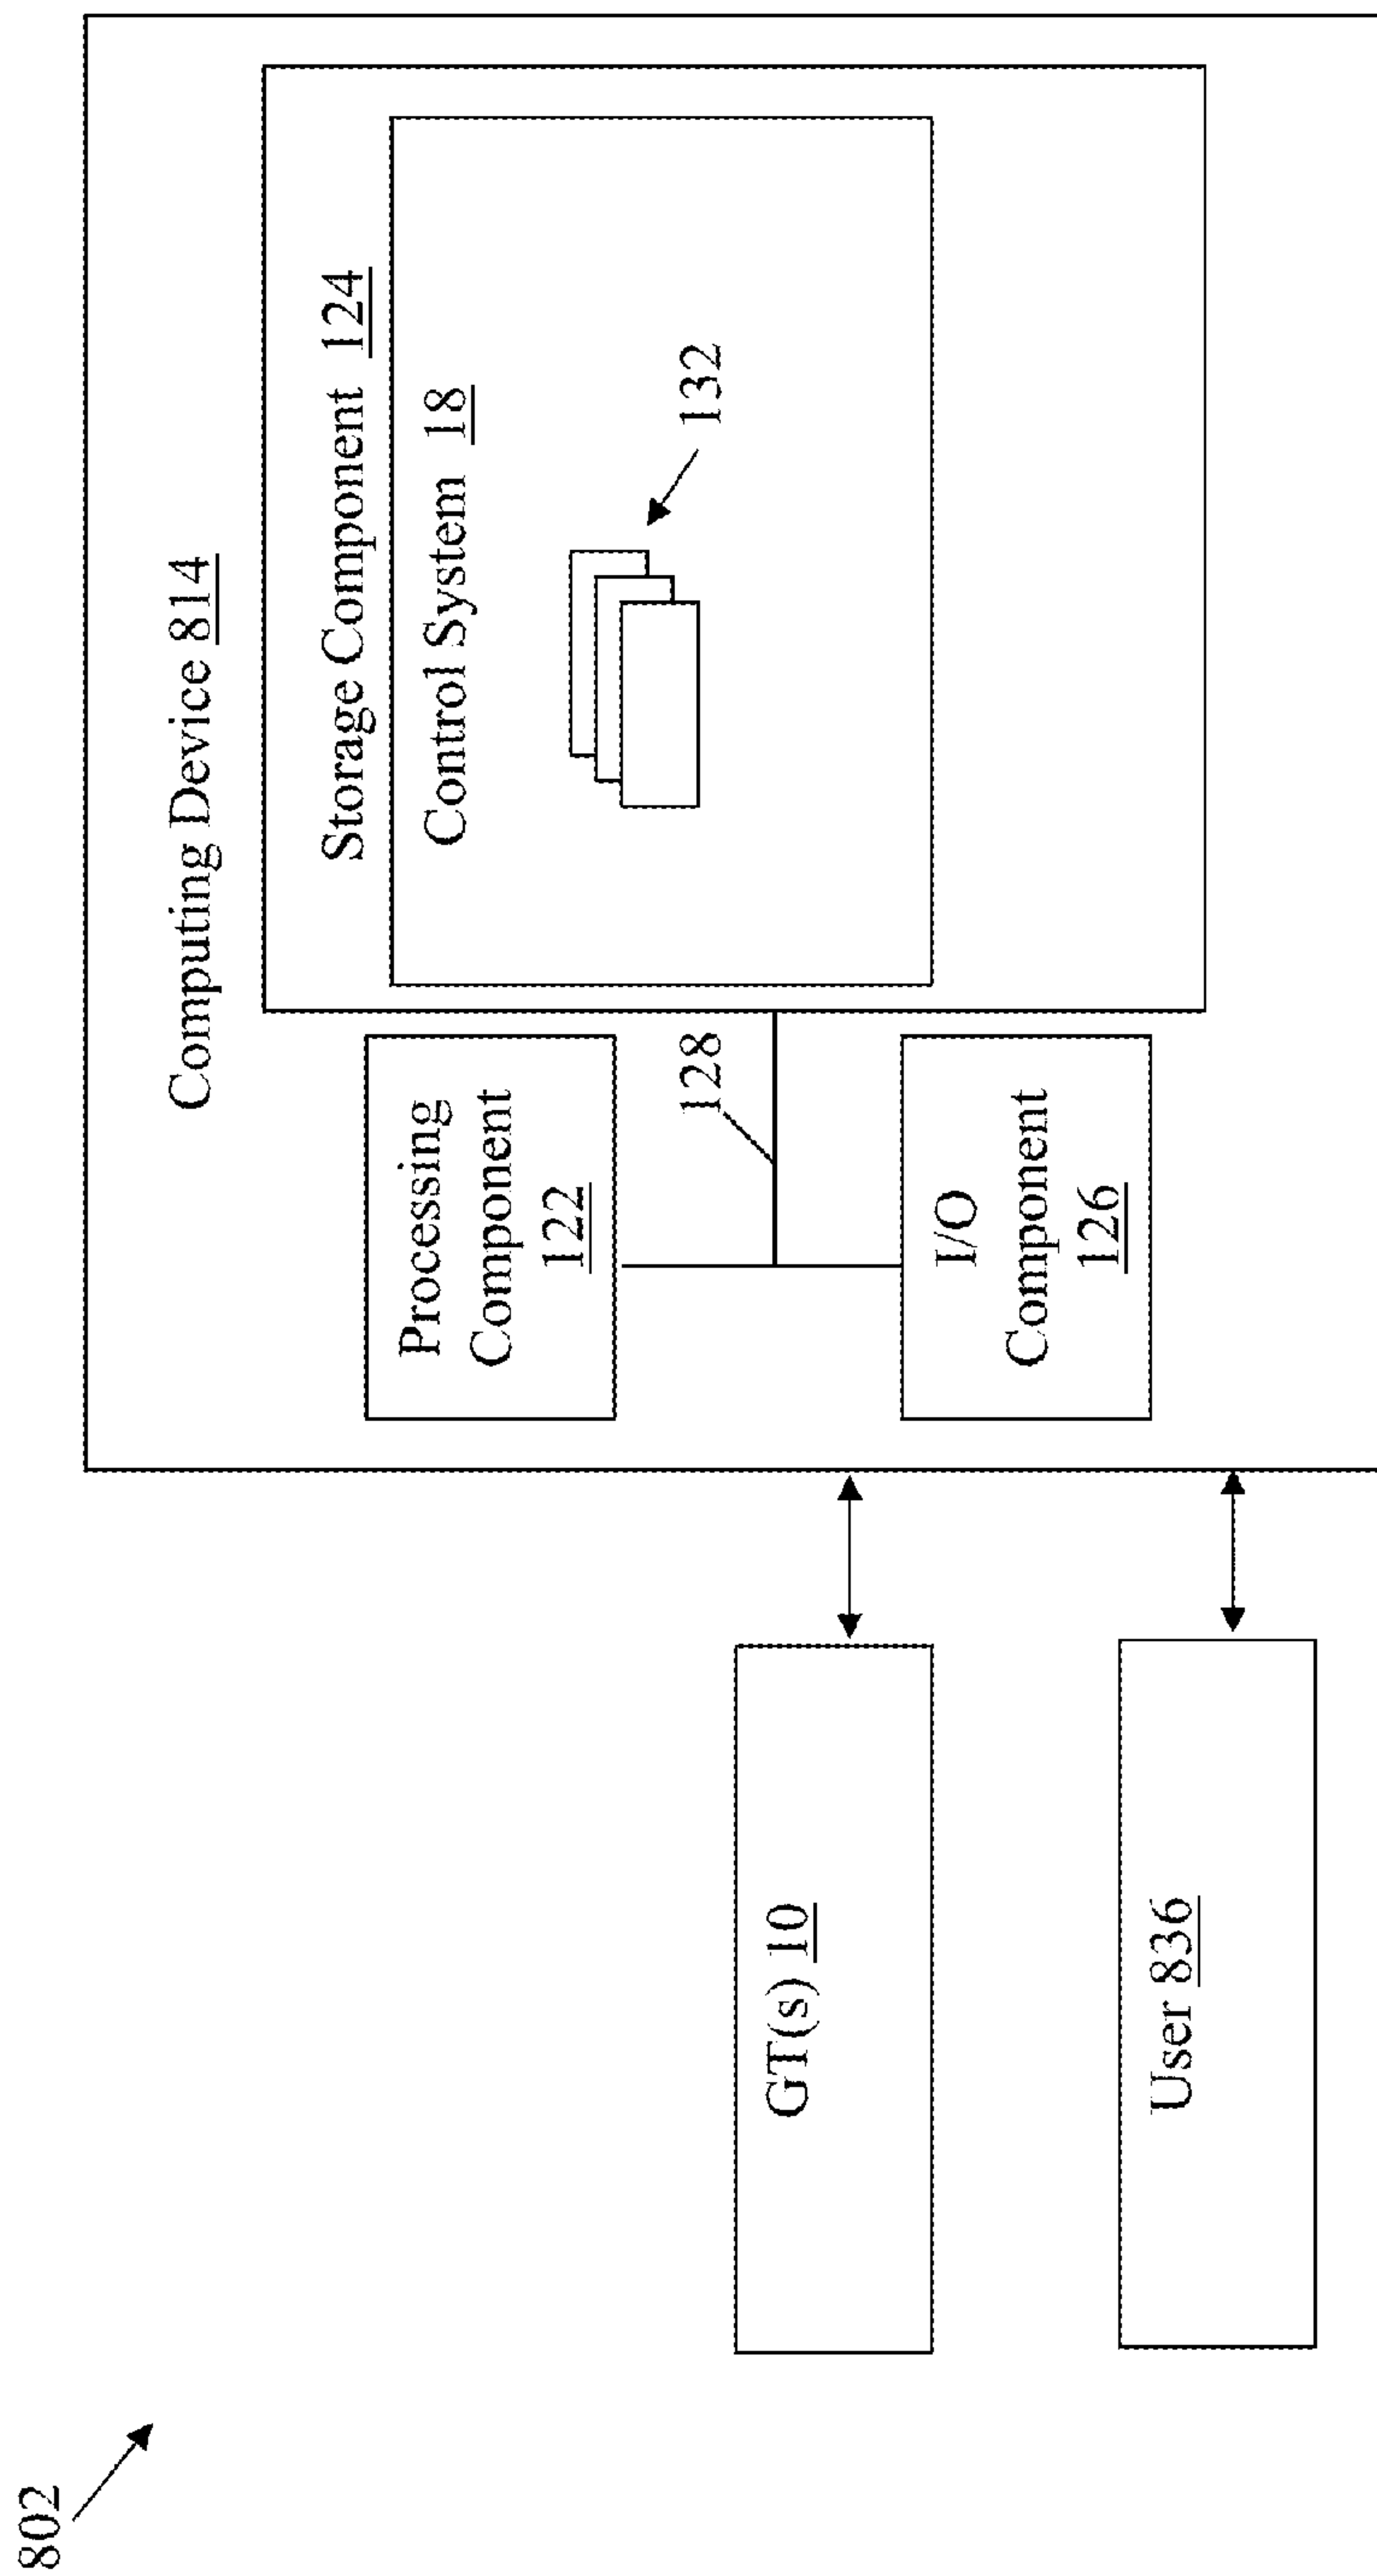 802
Computing Device 814
Storage Component 124
Control System 18
132
Processing
Component
122
128
I/O
Component
126
GT(s) 10
User 836